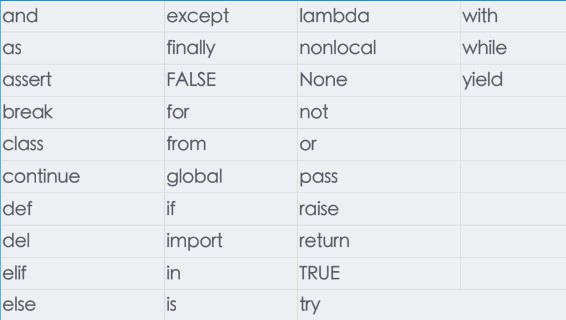 and except lambda with
as finally nonlocal while
assert FALSE None yield
break for not
class from or
continue global pass
def if raise
del import return
elif in TRUE
else is try